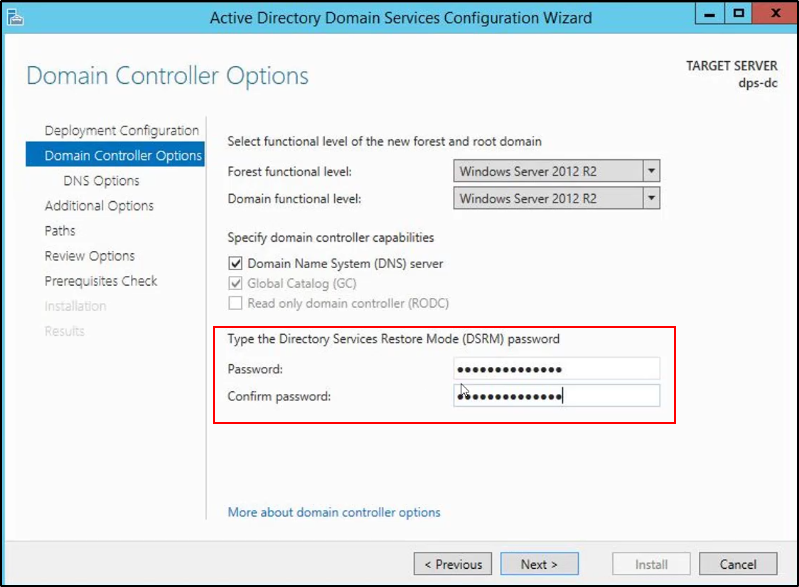 Active Directory Domain Services Configuration Wizard
Domain Controller Options
TARGET SERVER
dps-dc
Deployment Configuration
Domain Controller Options
DNS Options
Additional Options
Paths
Review Options
Prerequisites Check
Installation
Results
Select functional level of the new forest and root domain
Forest functional level: Windows Server 2012 R2
Domain functional level: Windows Server 2012 R2
Specify domain controller capabilities
Domain Name System (DNS) server
Global Catalog (GC)
Read only domain controller (RODC)
Type the Directory Services Restore Mode (DSRM) password
Password: ••••••••••••••
Confirm password: ••••••••••••••
More about domain controller options
< Previous Next > Install Cancel